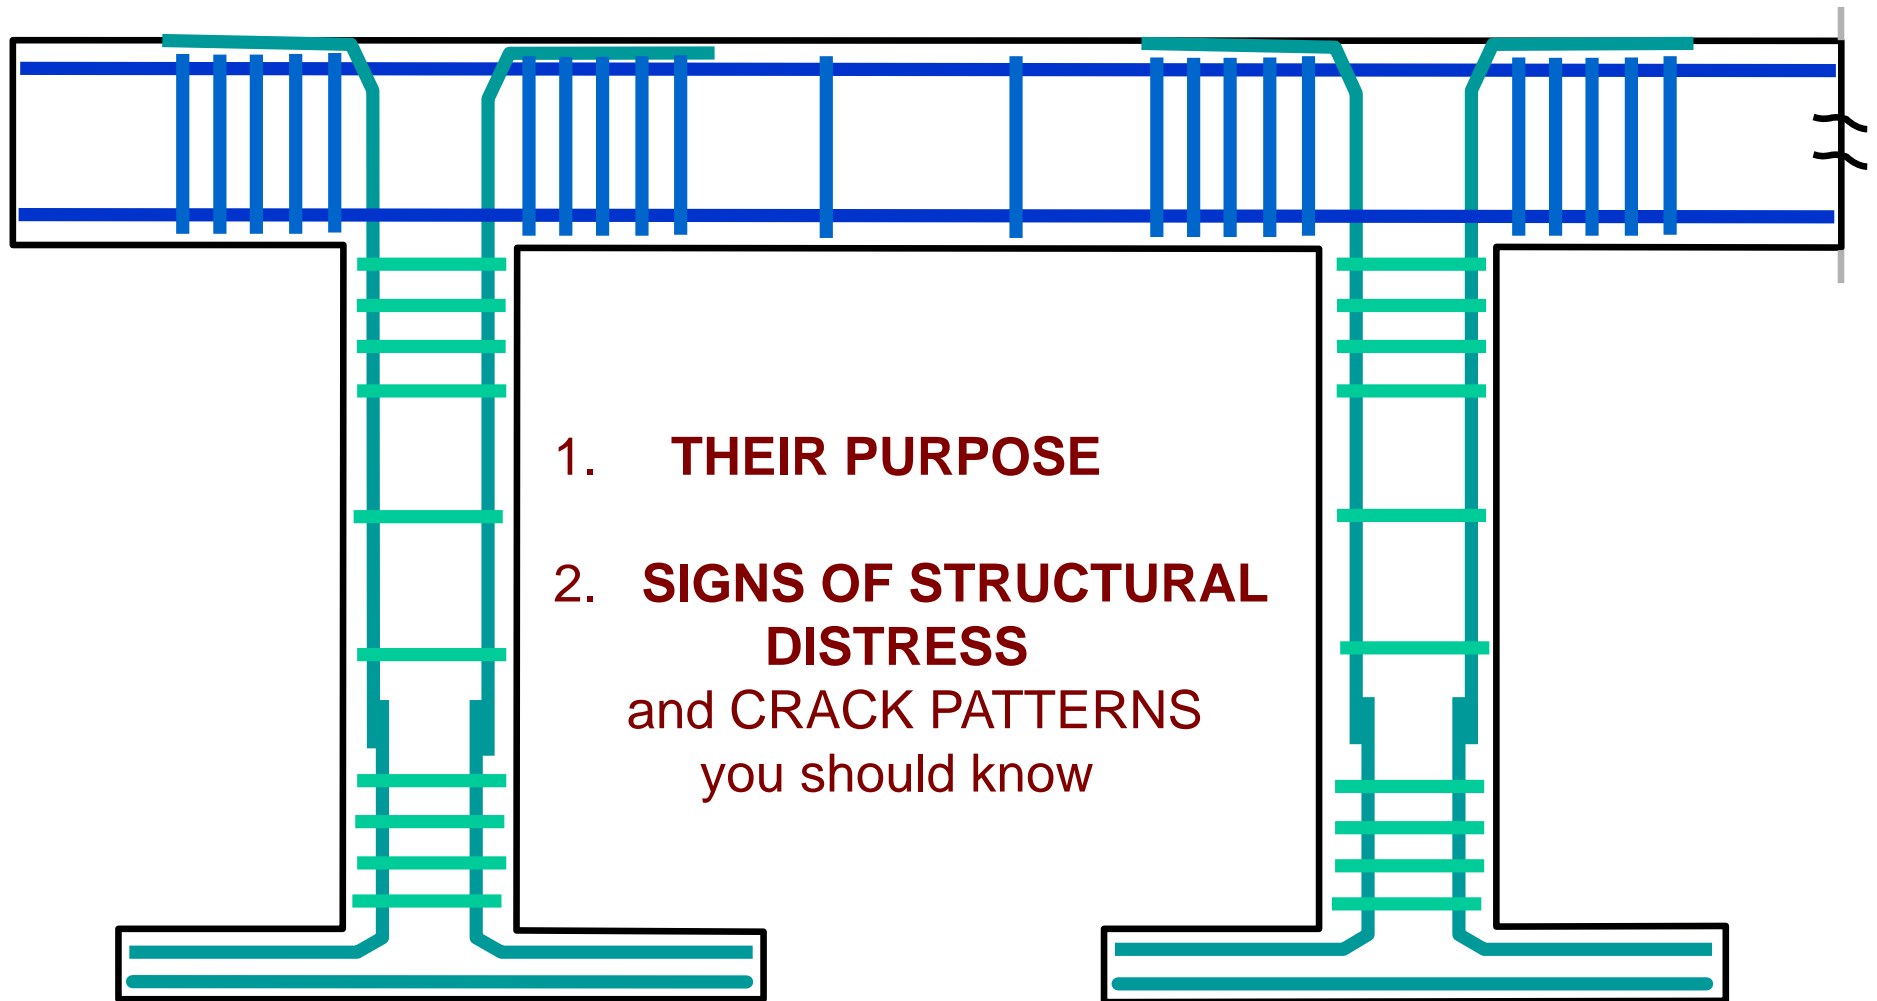 1. THEIR PURPOSE
2. SIGNS OF STRUCTURAL
DISTRESS
and CRACK PATTERNS
you should know